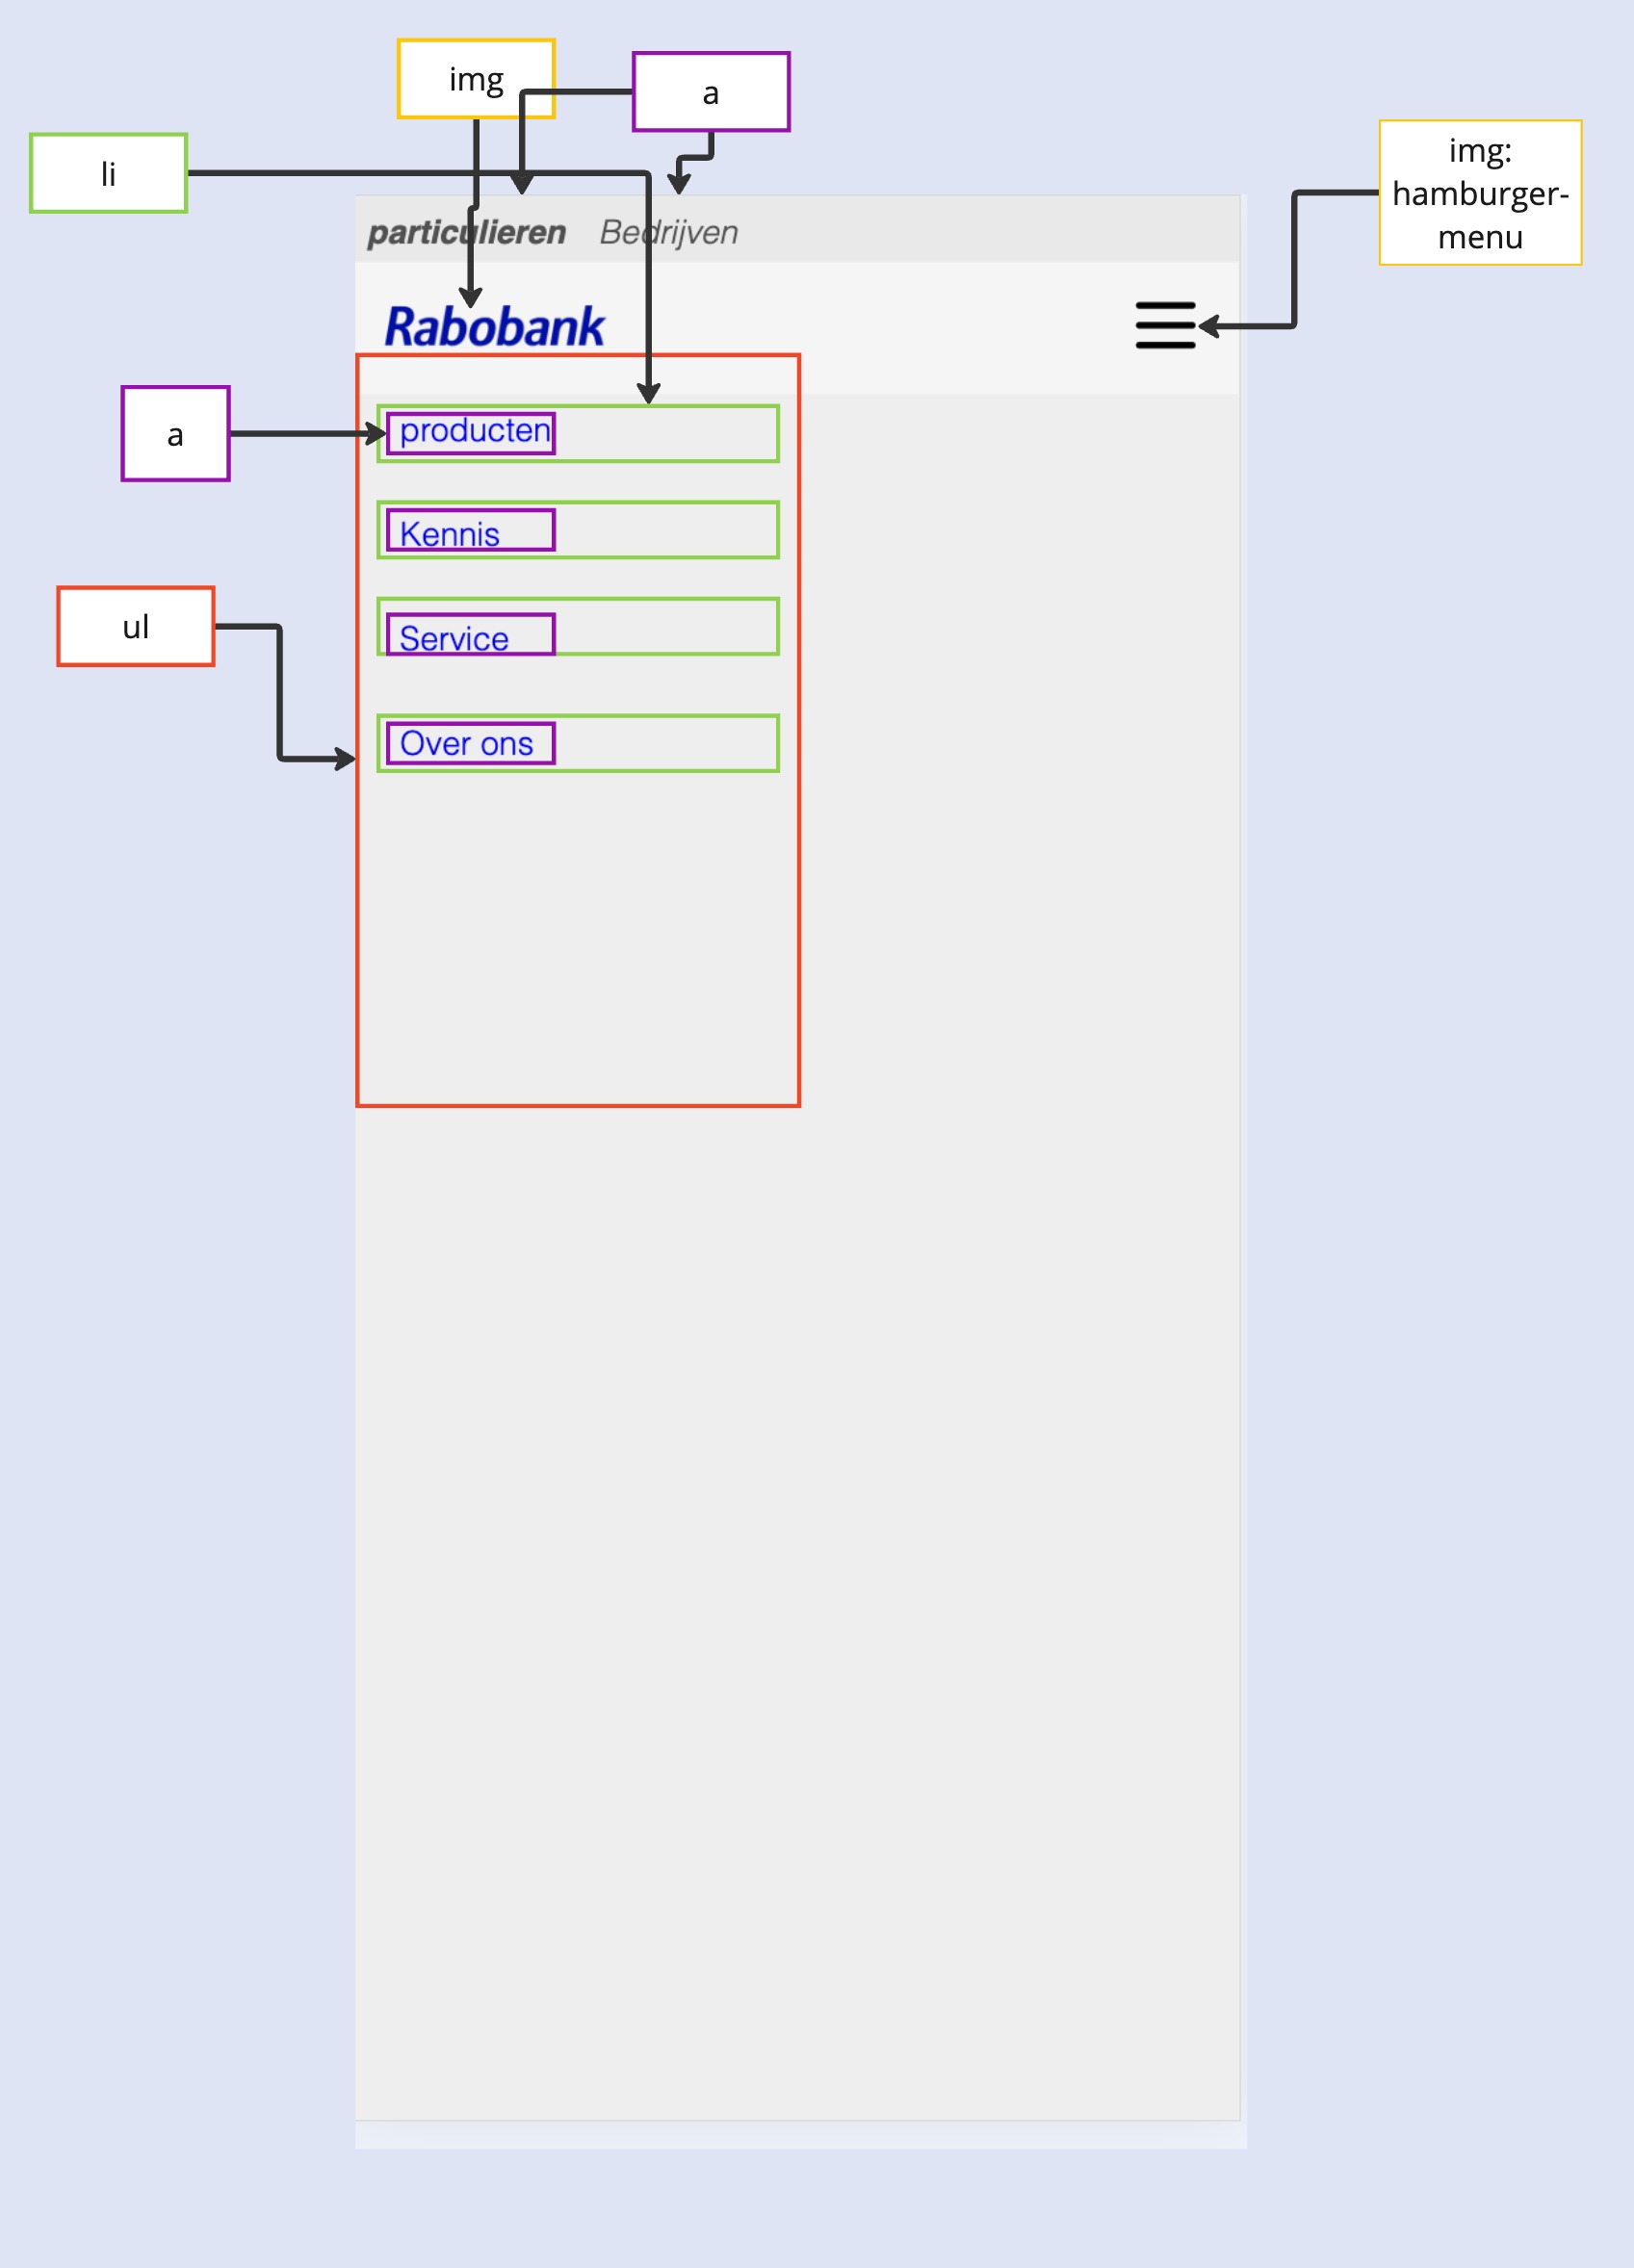 img
a
li
img:
hamburger-
menu
particulieren Bedrijven
Rabobank
a
producten
Kennis
ul
Service
Over ons